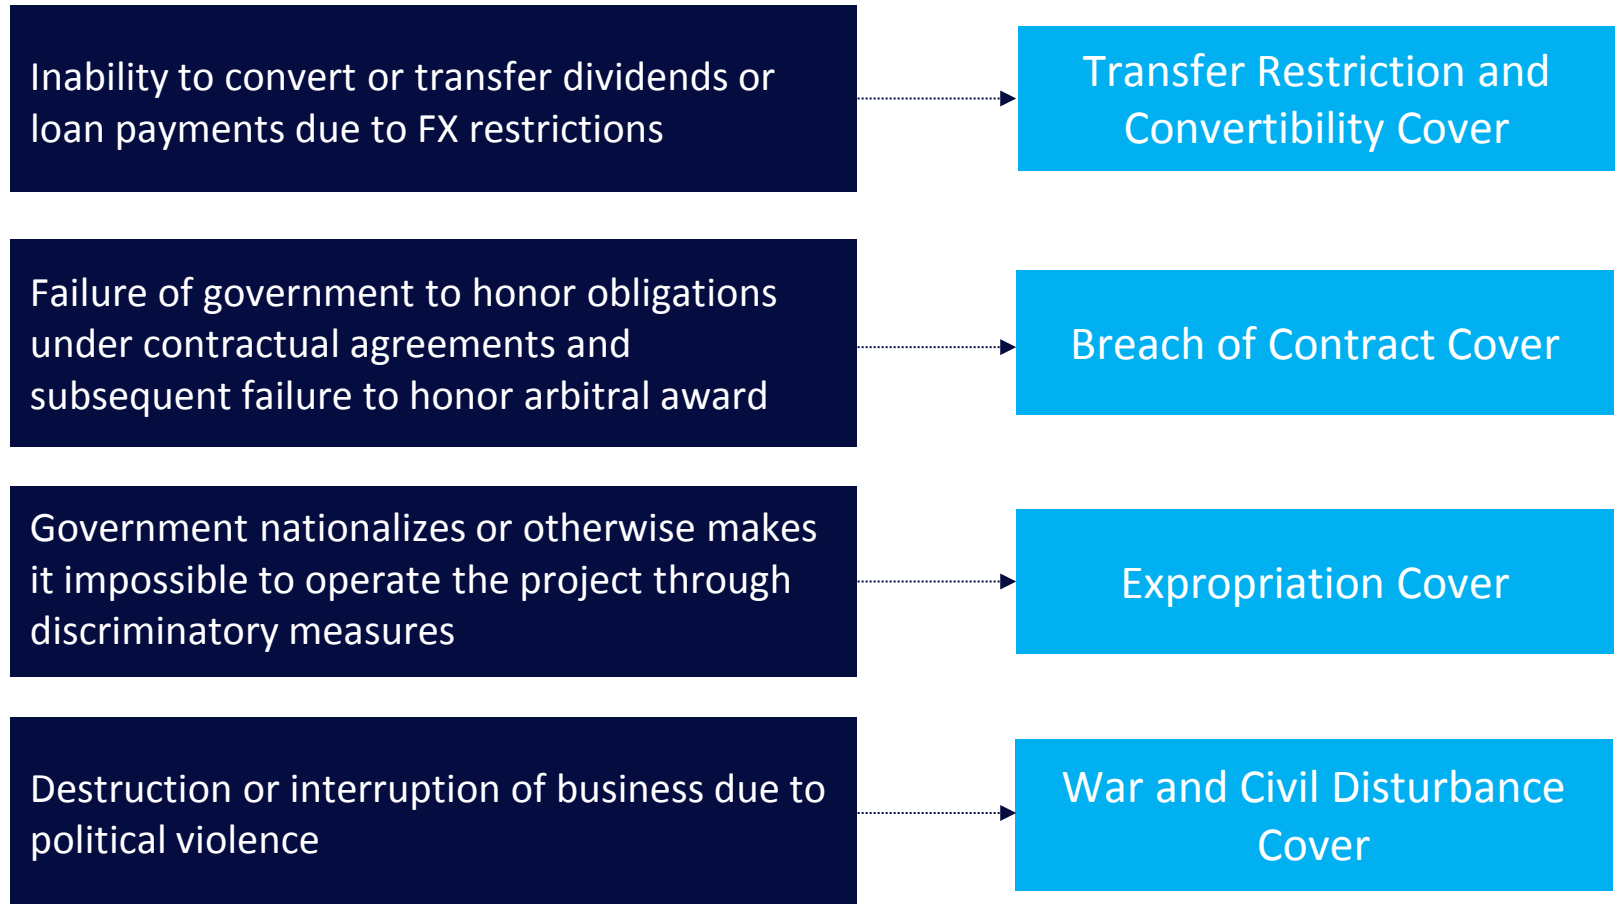 Inability to convert or transfer dividends or
loan payments due to FX restrictions
Transfer Restriction and
Convertibility Cover
Failure of government to honor obligations
under contractual agreements and
subsequent failure to honor arbitral award
Breach of Contract Cover
Government nationalizes or otherwise makes
it impossible to operate the project through
discriminatory measures
Expropriation Cover
Destruction or interruption of business due to
political violence
War and Civil Disturbance
Cover